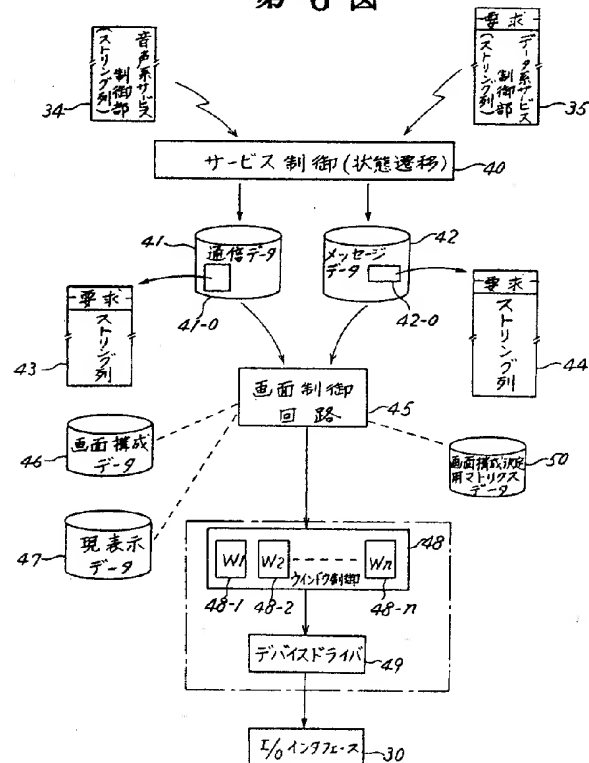 第 6 図
音声系サービス
制御部
(ストリング列)
34
要求
データ系サービス
制御部
(ストリング列)
35
サービス制御(状態遷移)
40
41
通信データ
41-0
42
メッセージ
データ
42-0
要求
ストリング列
43
要求
ストリング列
44
画面制御
回路
45
画面構成
データ
46
現表示
データ
47
画面構成決定
用マトリクス
データ
50
W1
W2
Wn
48
48-1
48-2
ウインドウ制御
48-n
デバイスドライバ
49
I/Oインタフェース
30